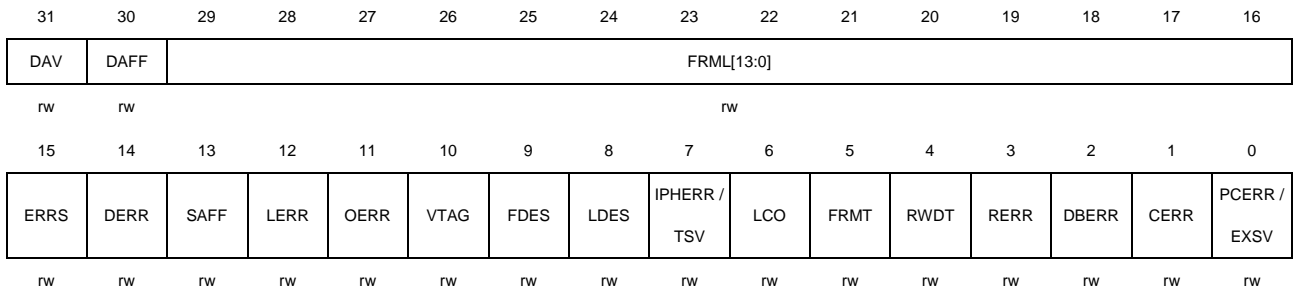 31 30 29 28 27 26 25 24 23 22 21 20 19 18 17 16
DAV DAFF FRML[13:0]
rw rw rw
15 14 13 12 11 10 9 8 7 6 5 4 3 2 1 0
ERRS DERR SAFF LERR OERR VTAG FDES LDES IPHERR / TSV LCO FRMT RWDT RERR DBERR CERR PCERR / EXSV
rw rw rw rw rw rw rw rw rw rw rw rw rw rw rw rw